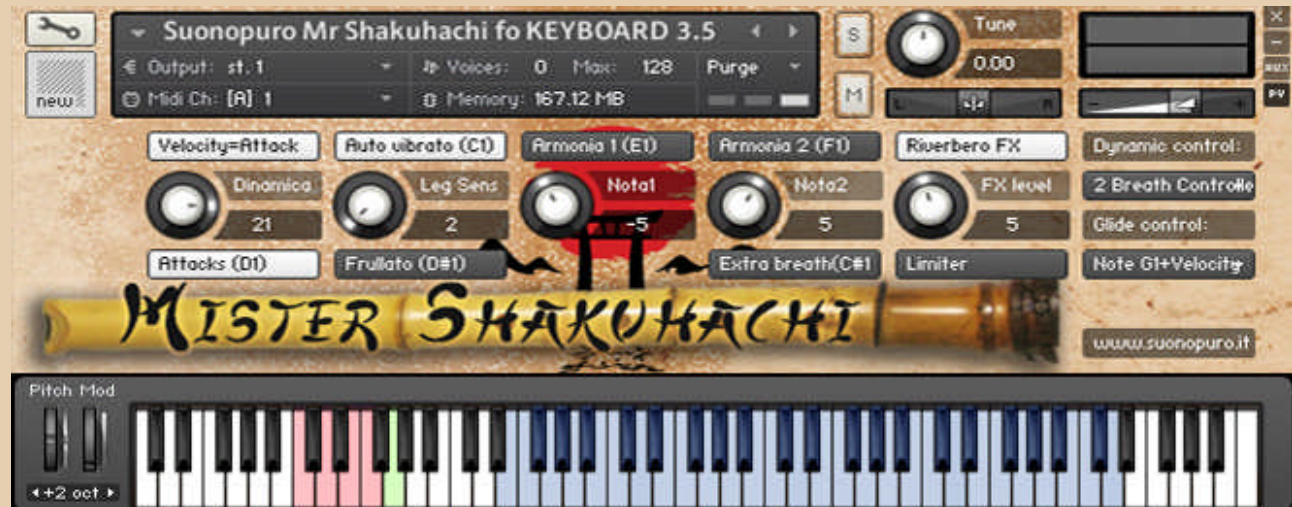 Suonopuro Mr Shakuhachi fo KEYBOARD 3.5
S
Tune
0.00
Output: st. 1
Voices: 0 Max: 128
Purge
new
Midi Ch: [A] 1
Memory: 167.12 MB
M
L
R
-
+
×
-
AUX
PV
Velocity=Attack
Auto vibrato (C1)
Armonia 1 (E1)
Armonia 2 (F1)
Riverbero FX
Dynamic control:
Dinamica
Leg Sens
Nota1
Nota2
FX level
2 Breath Controlle
21
2
-5
5
5
Glide control:
Attacks (D1)
Frullato (D#1)
Extra breath(C#1
Limiter
Note G1+Velocity
MISTER SHAKUHACHI
www.suonopuro.it
Pitch Mod
+2 oct